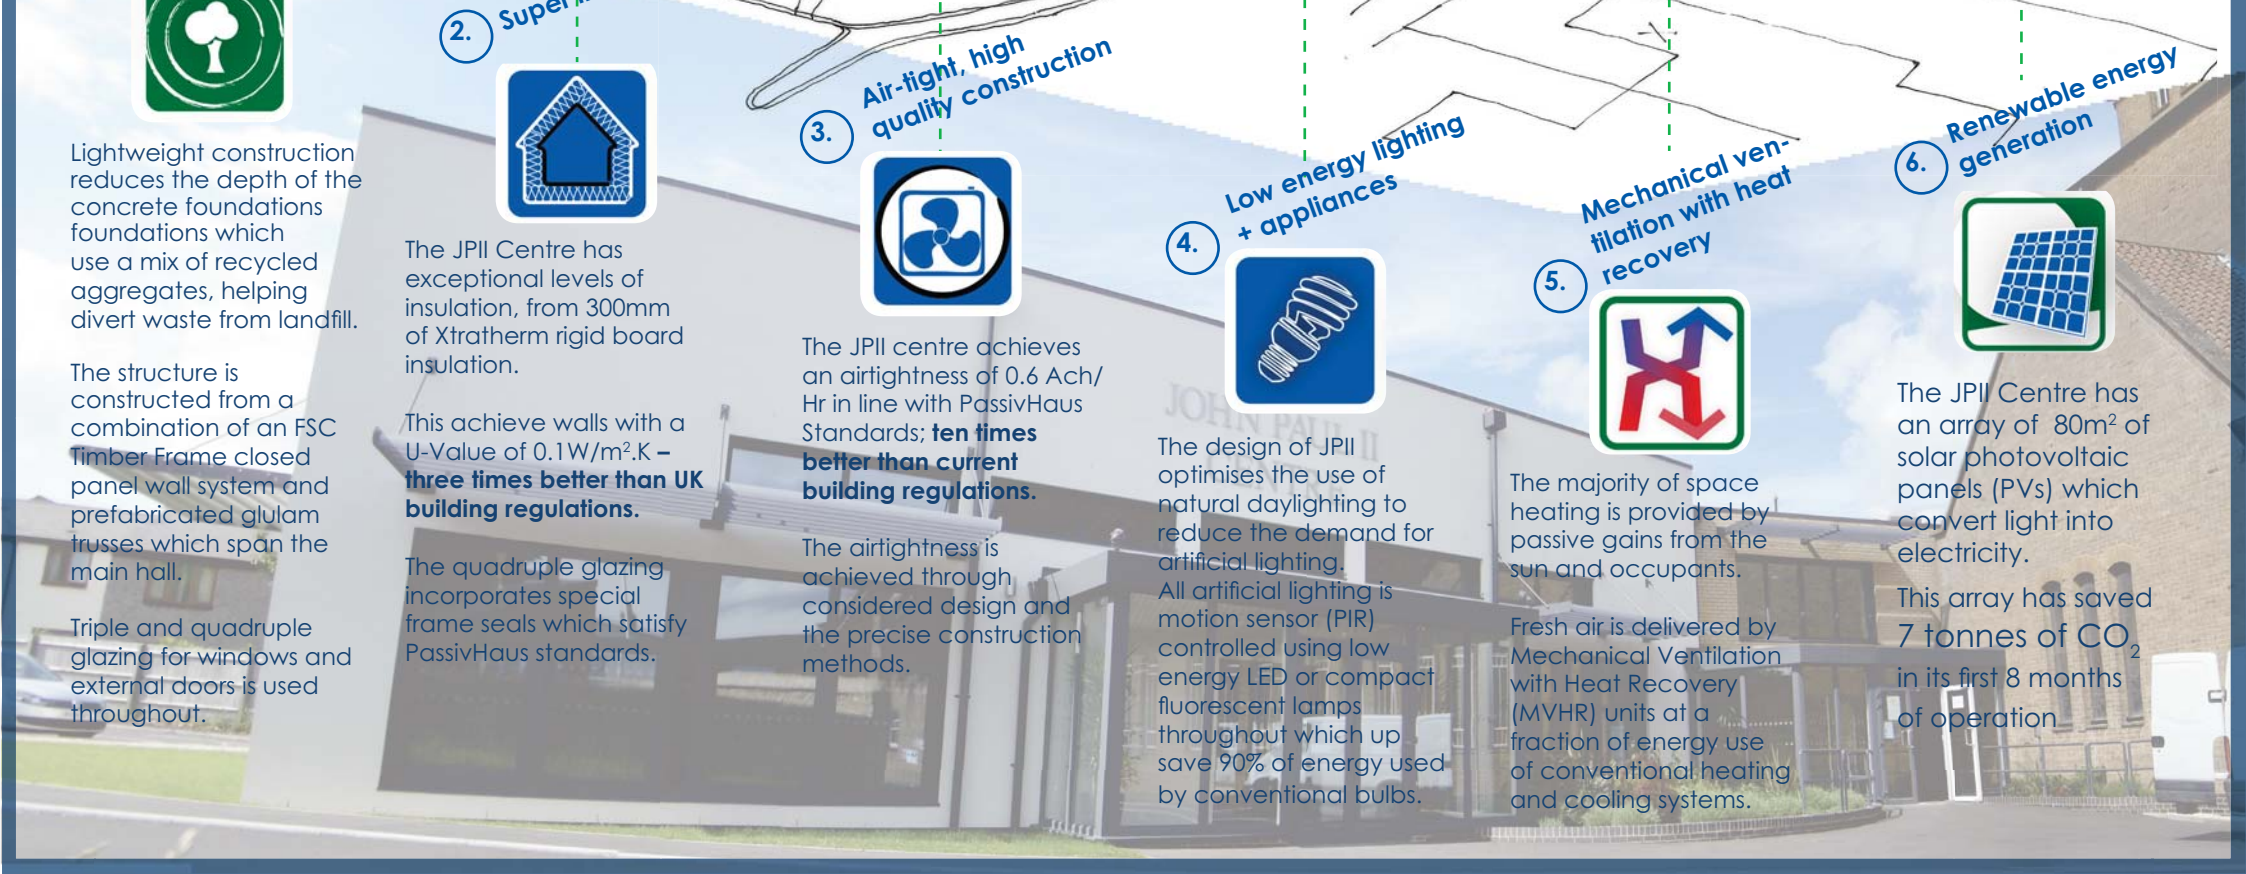 Lightweight construction
reduces the depth of the
concrete foundations
foundations which
use a mix of recycled
aggregates, helping
divert waste from landfill.
The structure is
constructed from a
combination of an FSC
Timber Frame closed
panel wall system and
prefabricated glulam
trusses which span the
main hall.
Triple and quadruple
glazing for windows and
external doors is used
throughout.
2. Super
The JPII Centre has
exceptional levels of
insulation, from 300mm
of Xtratherm rigid board
insulation.
This achieve walls with a
U-Value of 0.1W/m².K –
three times better than UK
building regulations.
The quadruple glazing
incorporates special
frame seals which satisfy
PassivHaus standards.
3. Air-tight, high
quality construction
The JPII centre achieves
an airtightness of 0.6 Ach/
Hr in line with PassivHaus
Standards; ten times
better than current
building regulations.
The airtightness is
achieved through
considered design and
the precise construction
methods.
4. Low energy lighting
+ appliances
The design of JPII
optimises the use of
natural daylighting to
reduce the demand for
artificial lighting.
All artificial lighting is
motion sensor (PIR)
controlled using low
energy LED or compact
fluorescent lamps
throughout which up
save 90% of energy used
by conventional bulbs.
5. Mechanical ven-
tilation with heat
recovery
The majority of space
heating is provided by
passive gains from the
sun and occupants.
Fresh air is delivered by
Mechanical Ventilation
with Heat Recovery
(MVHR) units at a
fraction of energy use
of conventional heating
and cooling systems.
6. Renewable energy
generation
The JPII Centre has
an array of 80m² of
solar photovoltaic
panels (PVs) which
convert light into
electricity.
This array has saved
7 tonnes of CO₂
in its first 8 months
of operation
JOHN PAUL II
CENTRE